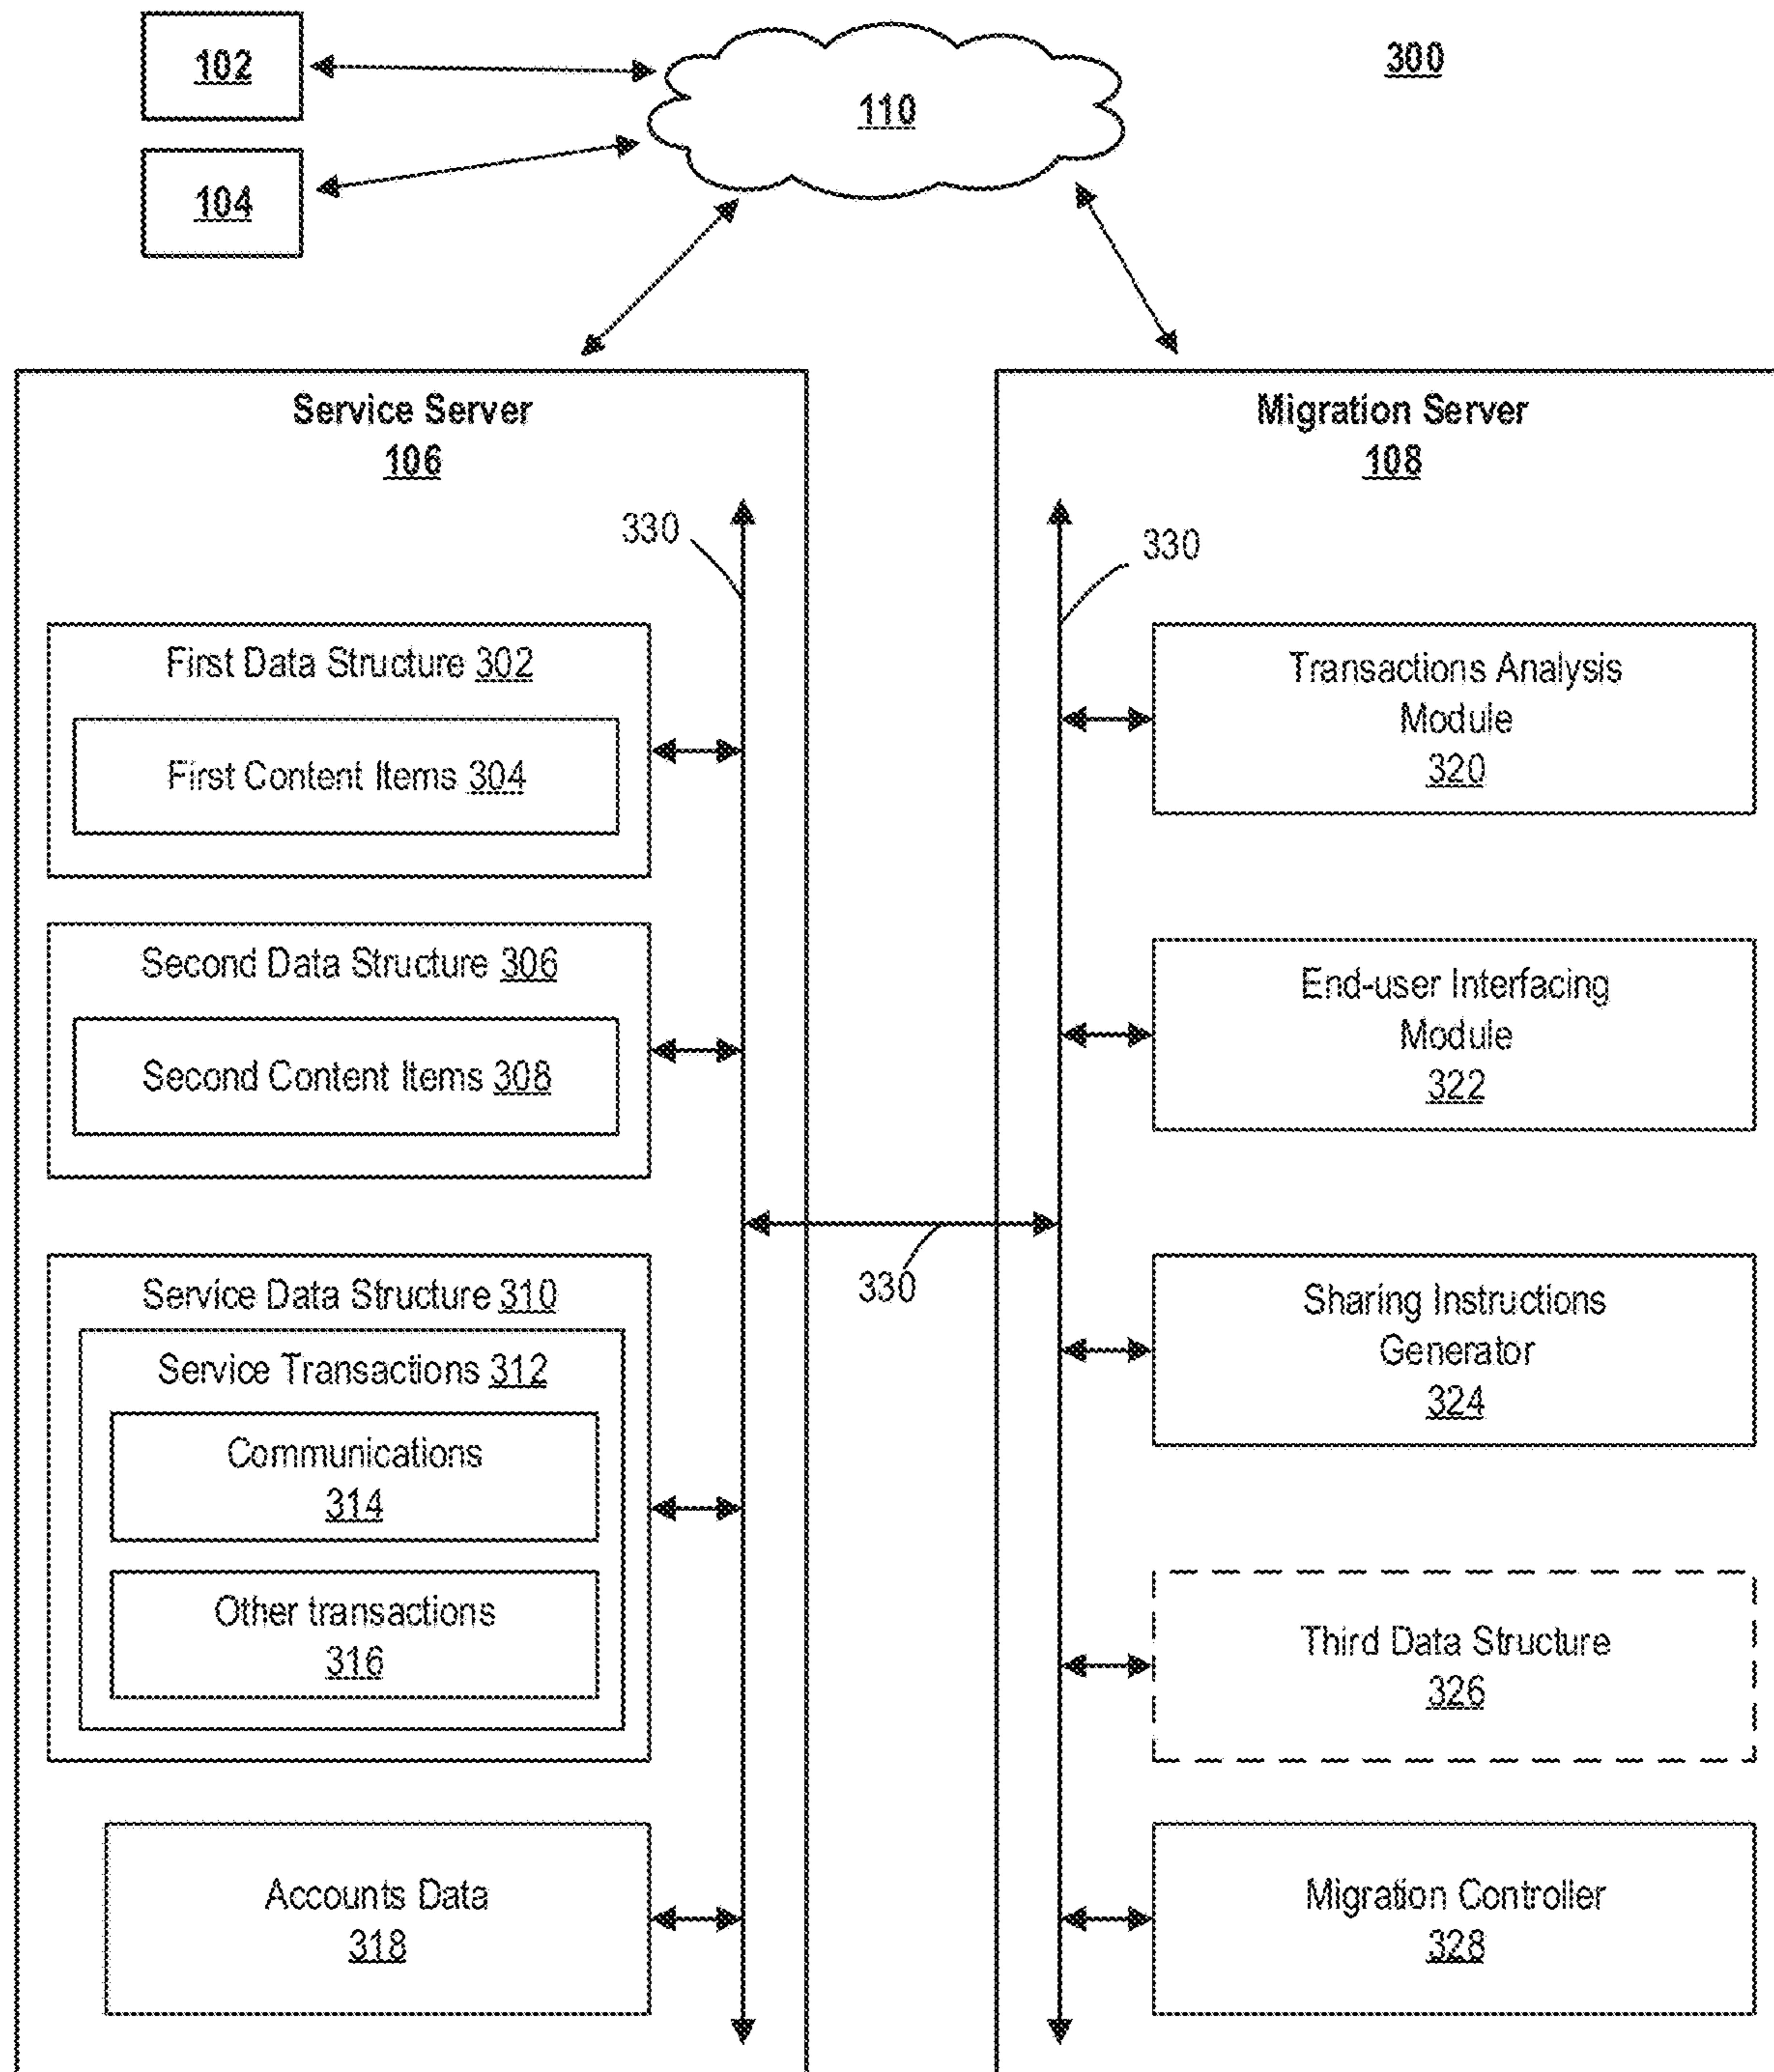 102
104
110
300
Service Server
106
330
First Data Structure 302
First Content Items 304
Second Data Structure 306
Second Content Items 308
Service Data Structure 310
Service Transactions 312
Communications
314
Other transactions
316
Accounts Data
318
330
Migration Server
108
330
Transactions Analysis
Module
320
End-user Interfacing
Module
322
Sharing Instructions
Generator
324
Third Data Structure
326
Migration Controller
328